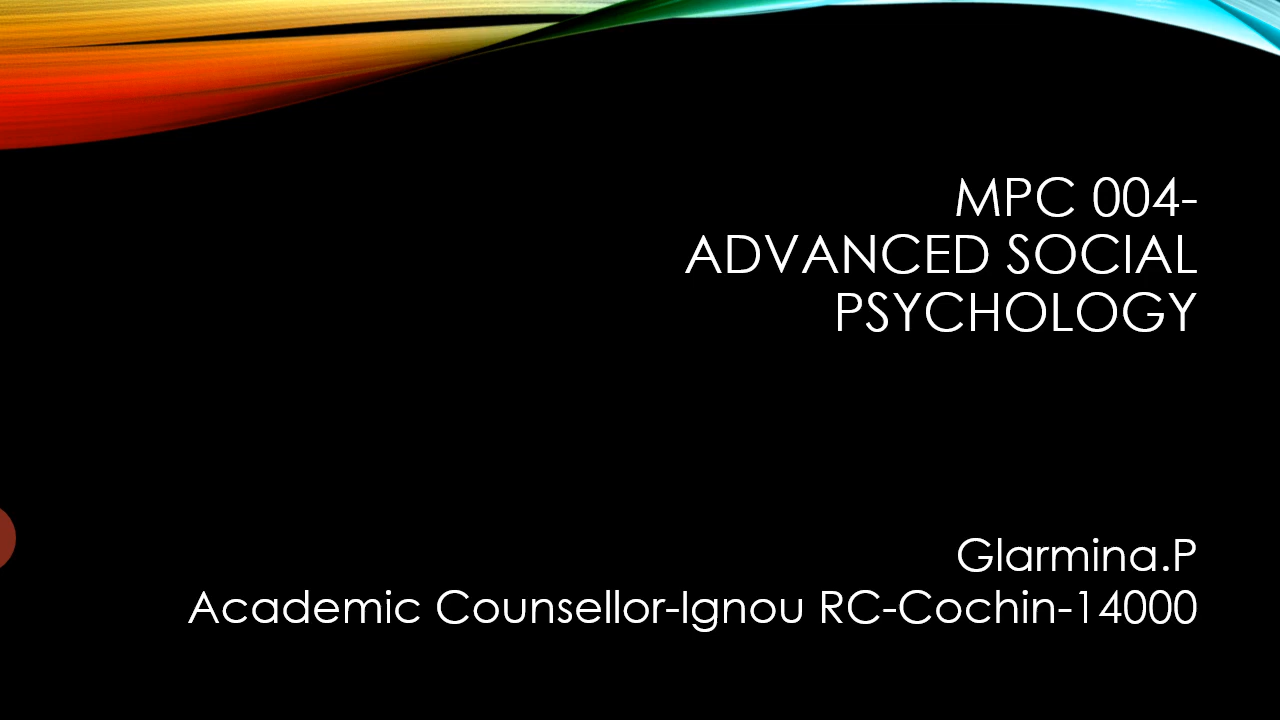 MPC 004-
ADVANCED SOCIAL
PSYCHOLOGY
Glarmina.P
Academic Counsellor-Ignou RC-Cochin-14000